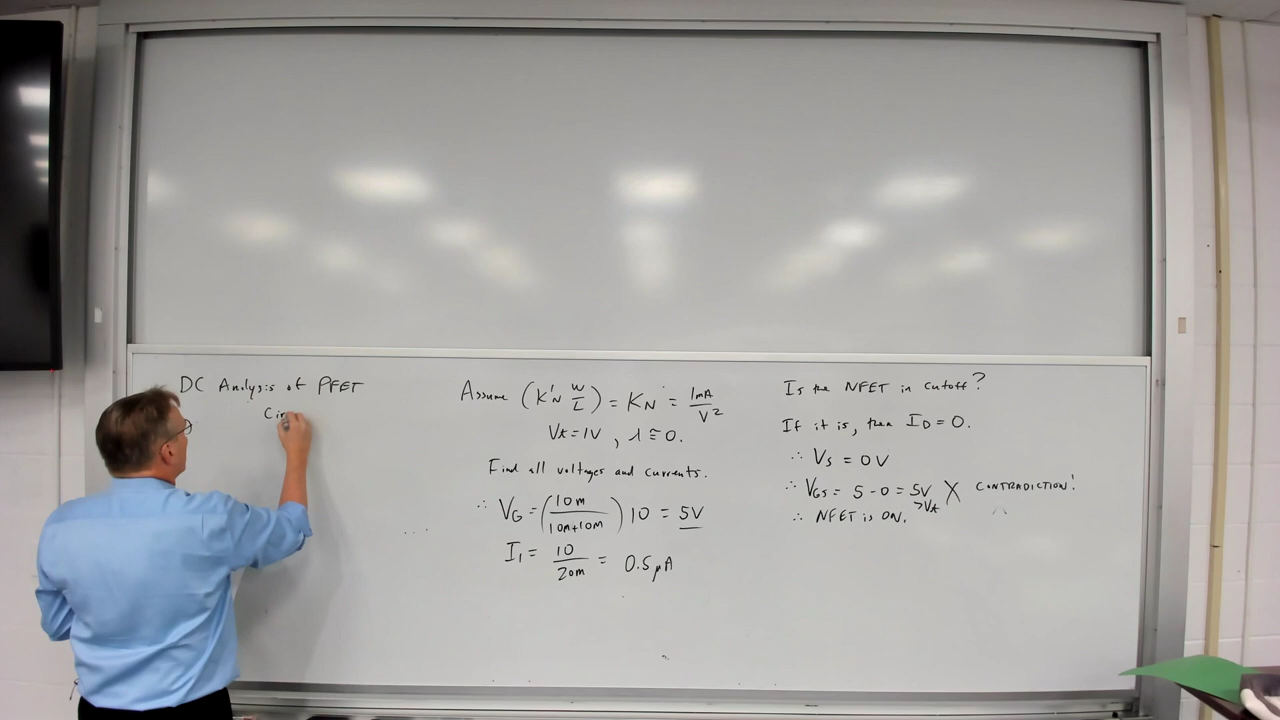 DC Analysis of PFET
Cir
Assume (K'N W/L) = KN = 1mA/V²
Vt = 1V , λ ≅ 0.
Find all voltages and currents.
∴ VG = (10M/10M+10M) 10 = 5V
I1 = 10/20M = 0.5μA
Is the NFET in cutoff?
If it is, then ID = 0.
∴ VS = 0V
∴ VGS = 5 - 0 = 5V > Vt X CONTRADICTION!
∴ NFET is ON.